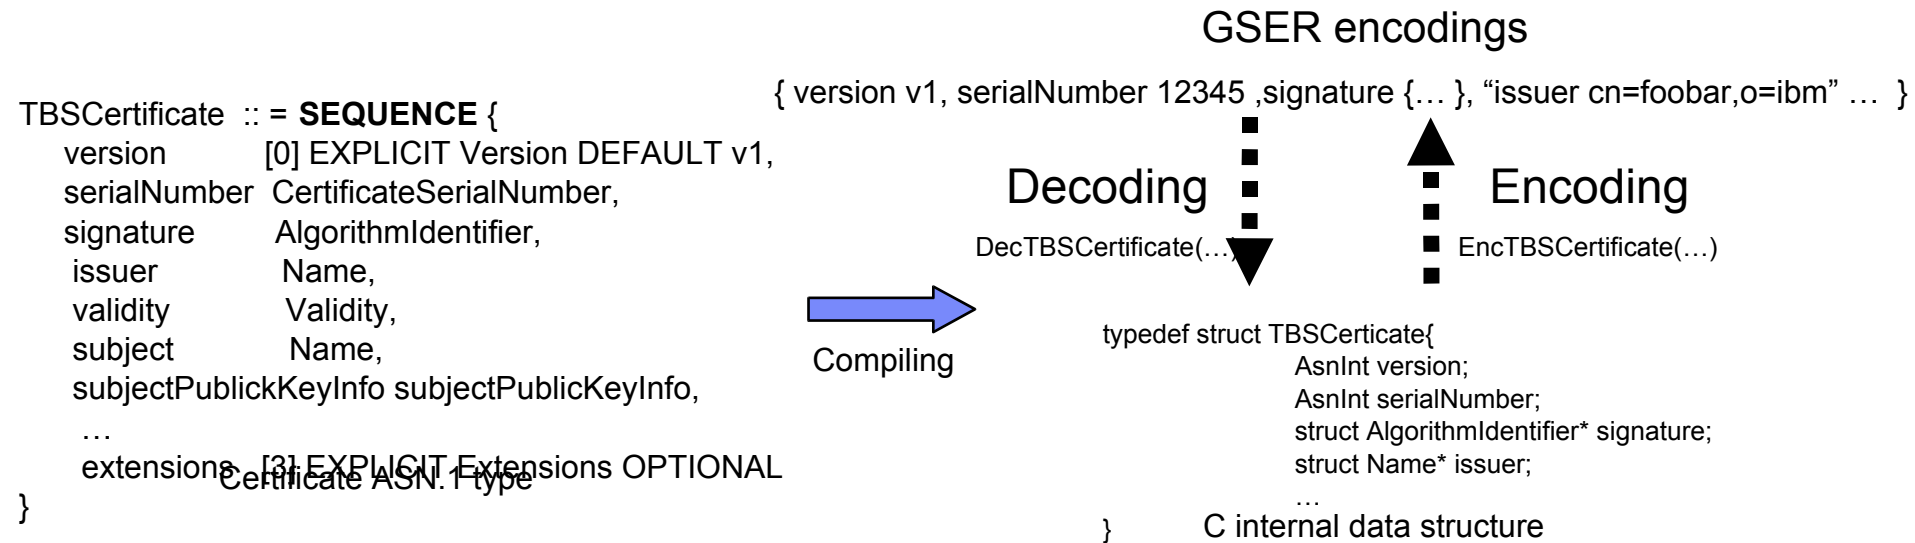 GSER encodings
{ version v1, serialNumber 12345 ,signature {… }, “issuer cn=foobar,o=ibm” … }
TBSCertificate :: = SEQUENCE {
version [0] EXPLICIT Version DEFAULT v1,
serialNumber CertificateSerialNumber,
signature AlgorithmIdentifier,
issuer Name,
validity Validity,
subject Name,
subjectPublickKeyInfo subjectPublicKeyInfo,
…
extensions [3] EXPLICIT Extensions OPTIONAL
Certificate ASN.1 type
}
Compiling
Decoding
DecTBSCertificate(…)
Encoding
EncTBSCertificate(…)
typedef struct TBSCerticate{
AsnInt version;
AsnInt serialNumber;
struct AlgorithmIdentifier* signature;
struct Name* issuer;
…
}
C internal data structure